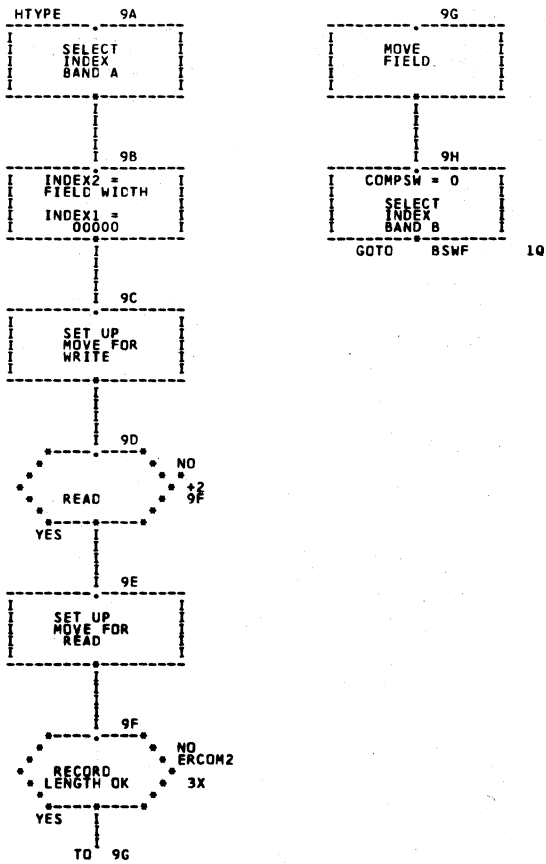 HTYPE 9A
SELECT
INDEX
BAND A
9B
INDEX2 =
FIELD WIDTH
INDEX1 =
00000
9C
SET UP
MOVE FOR
WRITE
9D
NO
+2
READ 9F
YES
9E
SET UP
MOVE FOR
READ
9F
NO
ERCOM2
RECORD
LENGTH OK 3X
YES
TO 9G
9G
MOVE
FIELD
9H
COMPSW = 0
SELECT
INDEX
BAND B
GOTO BSWF 1Q